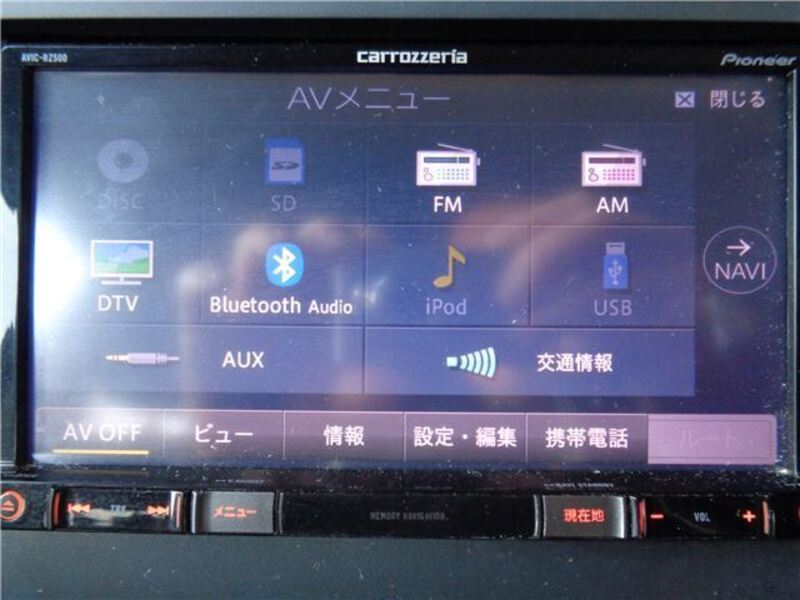 AVIC-RZ500
carrozzeria
Pioneer
AVメニュー
閉じる
DISC
SD
FM
AM
DTV
Bluetooth Audio
iPod
USB
→ NAVI
AUX
交通情報
AV OFF
ビュー
情報
設定・編集
携帯電話
ルート
TRK
メニュー
MEMORY NAVIGATION
現在地
− VOL +